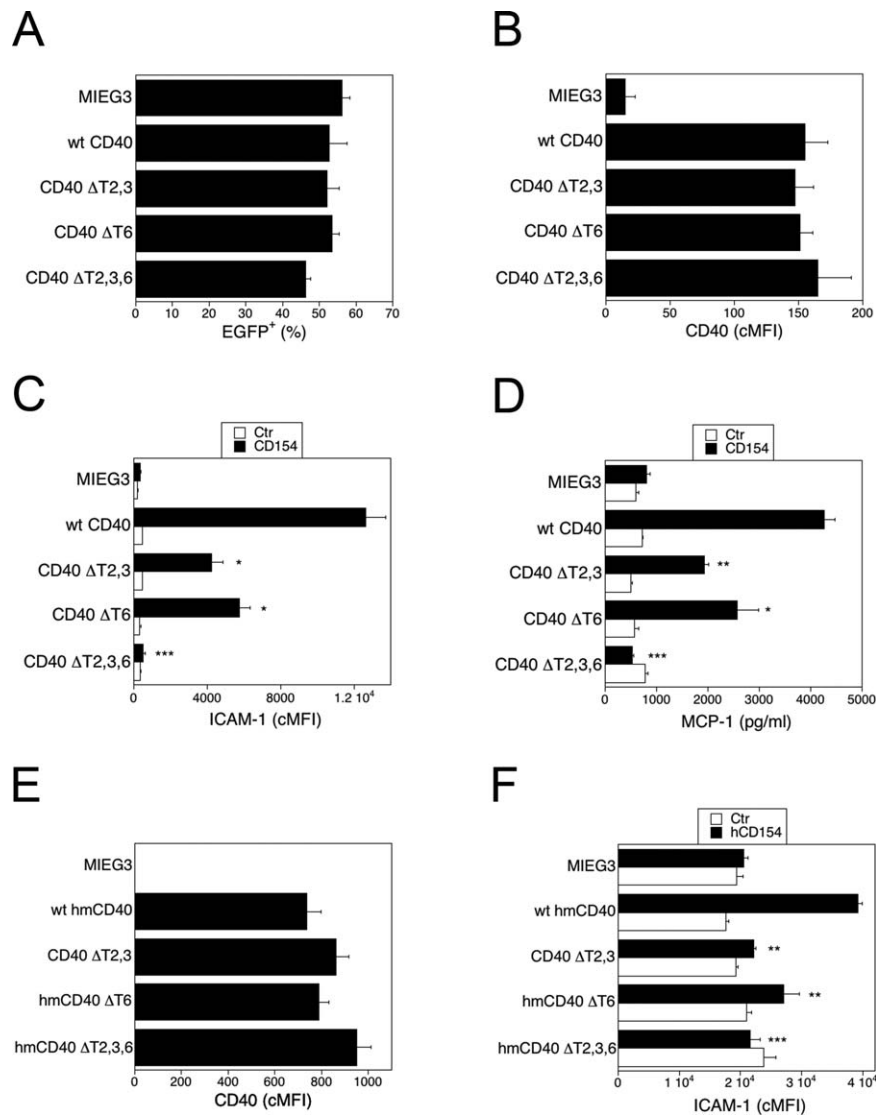 A
MIEG3
wt CD40
CD40 ΔT2,3
CD40 ΔT6
CD40 ΔT2,3,6
0 10 20 30 40 50 60 70
EGFP⁺ (%)
B
MIEG3
wt CD40
CD40 ΔT2,3
CD40 ΔT6
CD40 ΔT2,3,6
0 50 100 150 200
CD40 (cMFI)
C
Ctr
CD154
MIEG3
wt CD40
CD40 ΔT2,3
*
CD40 ΔT6
*
CD40 ΔT2,3,6
***
0 4000 8000 1.2 10⁴
ICAM-1 (cMFI)
D
Ctr
CD154
MIEG3
wt CD40
CD40 ΔT2,3
**
CD40 ΔT6
*
CD40 ΔT2,3,6
***
0 1000 2000 3000 4000 5000
MCP-1 (pg/ml)
E
MIEG3
wt hmCD40
CD40 ΔT2,3
hmCD40 ΔT6
hmCD40 ΔT2,3,6
0 200 400 600 800 1000
CD40 (cMFI)
F
Ctr
hCD154
MIEG3
wt hmCD40
CD40 ΔT2,3
**
hmCD40 ΔT6
**
hmCD40 ΔT2,3,6
***
0 1 10⁴ 2 10⁴ 3 10⁴ 4 10⁴
ICAM-1 (cMFI)